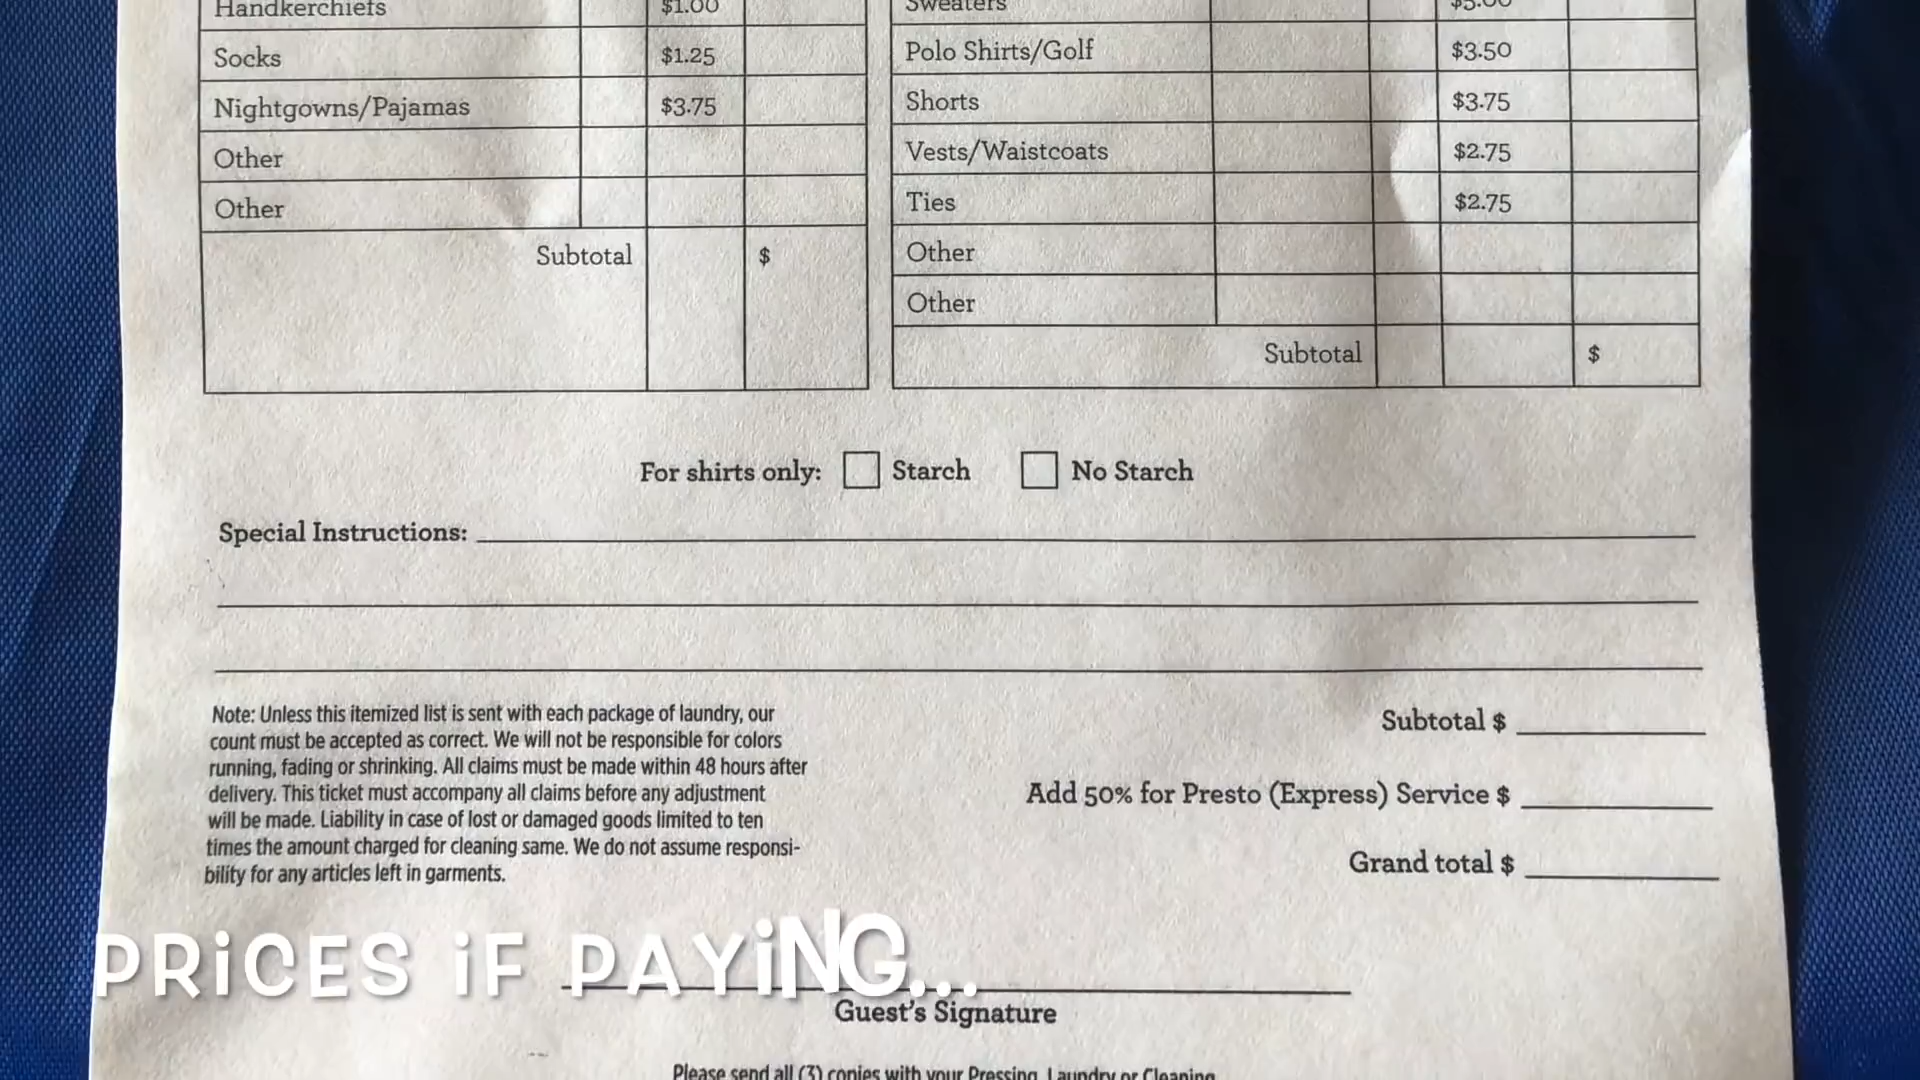 Handkerchiefs $1.00
Socks $1.25
Nightgowns/Pajamas $3.75
Other
Other
Subtotal $
Sweaters $5.00
Polo Shirts/Golf $3.50
Shorts $3.75
Vests/Waistcoats $2.75
Ties $2.75
Other
Other
Subtotal $
For shirts only: Starch No Starch
Special Instructions:
Note: Unless this itemized list is sent with each package of laundry, our
count must be accepted as correct. We will not be responsible for colors
running, fading or shrinking. All claims must be made within 48 hours after
delivery. This ticket must accompany all claims before any adjustment
will be made. Liability in case of lost or damaged goods limited to ten
times the amount charged for cleaning same. We do not assume responsi-
bility for any articles left in garments.
Subtotal $
Add 50% for Presto (Express) Service $
Grand total $
PRiCES iF PAYiNG...
Guest's Signature
Please send all (3) copies with your Pressing, Laundry or Cleaning